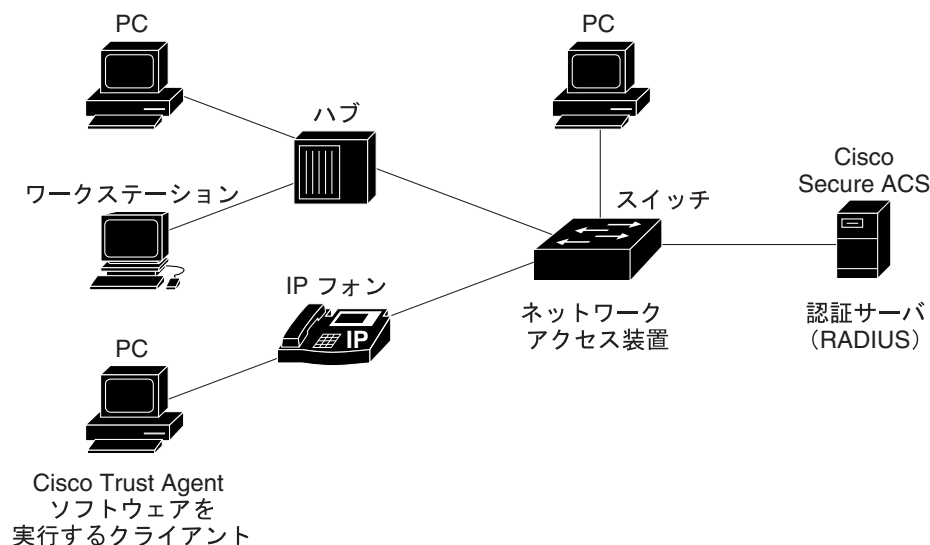 PC
PC
ハブ
Cisco
Secure ACS
ワークステーション
スイッチ
IP フォン
IP
ネットワーク
アクセス装置
認証サーバ
（RADIUS）
PC
Cisco Trust Agent
ソフトウェアを
実行するクライアント